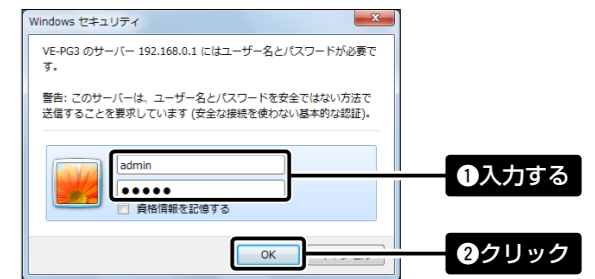 Windows セキュリティ
VE-PG3 のサーバー 192.168.0.1 にはユーザー名とパスワードが必要で
す。
警告: このサーバーは、ユーザー名とパスワードを安全ではない方法で
送信することを要求しています (安全な接続を使わない基本的な認証)。
admin
●●●●●
資格情報を記憶する
❶入力する
OK
❷クリック